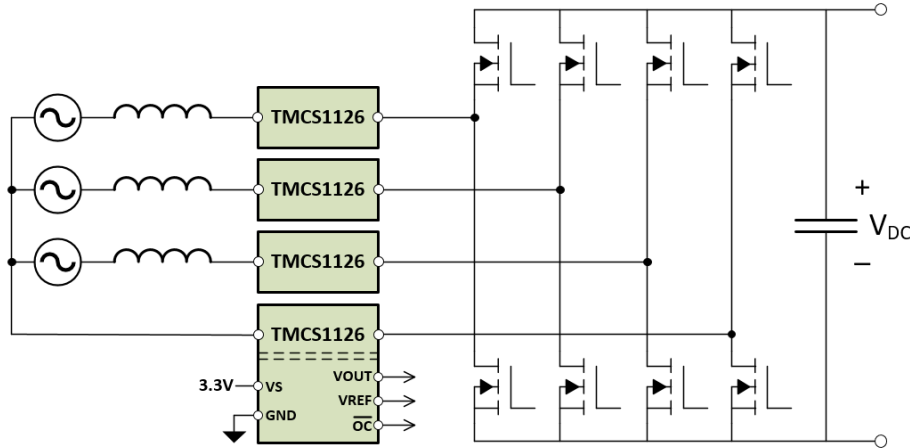 TMCS1126
TMCS1126
TMCS1126
TMCS1126
3.3V
VS
GND
VOUT
VREF
OC
+
VDC
−